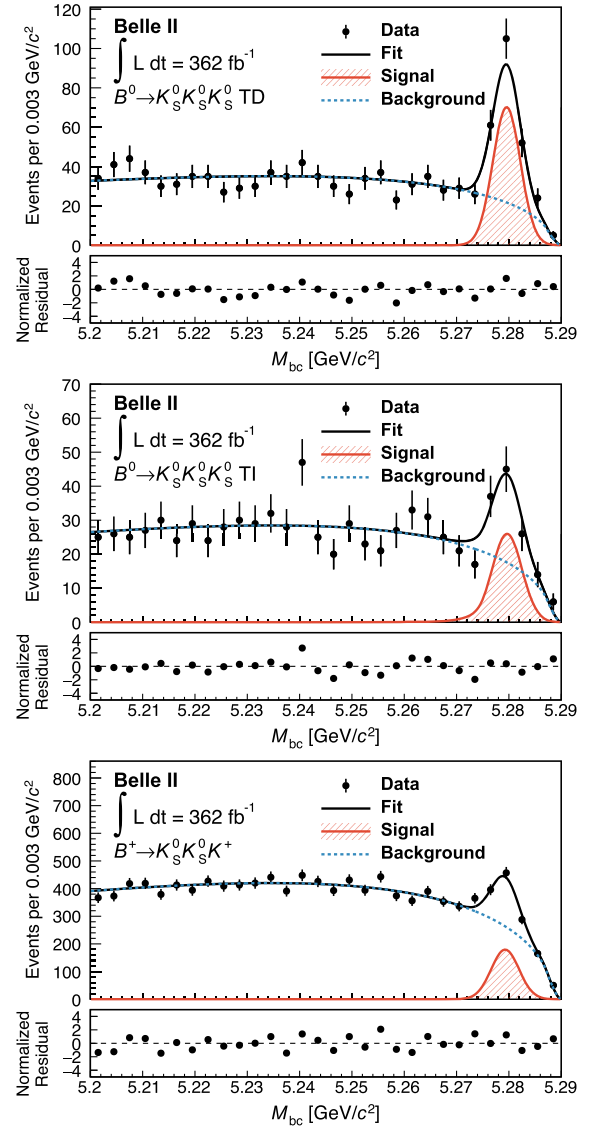 120
100
80
60
40
20
0
Events per 0.003 GeV/c²
Belle II
∫ L dt = 362 fb⁻¹
B⁰→K⁰SK⁰SK⁰S TD
Data
Fit
Signal
Background
4
2
0
−2
−4
Normalized
Residual
5.2 5.21 5.22 5.23 5.24 5.25 5.26 5.27 5.28 5.29
Mbc [GeV/c²]
70
60
50
40
30
20
10
0
Events per 0.003 GeV/c²
Belle II
∫ L dt = 362 fb⁻¹
B⁰→K⁰SK⁰SK⁰S TI
Data
Fit
Signal
Background
4
2
0
−2
−4
Normalized
Residual
5.2 5.21 5.22 5.23 5.24 5.25 5.26 5.27 5.28 5.29
Mbc [GeV/c²]
800
700
600
500
400
300
200
100
0
Events per 0.003 GeV/c²
Belle II
∫ L dt = 362 fb⁻¹
B⁺→K⁰SK⁰SK⁺
Data
Fit
Signal
Background
4
2
0
−2
−4
Normalized
Residual
5.2 5.21 5.22 5.23 5.24 5.25 5.26 5.27 5.28 5.29
Mbc [GeV/c²]